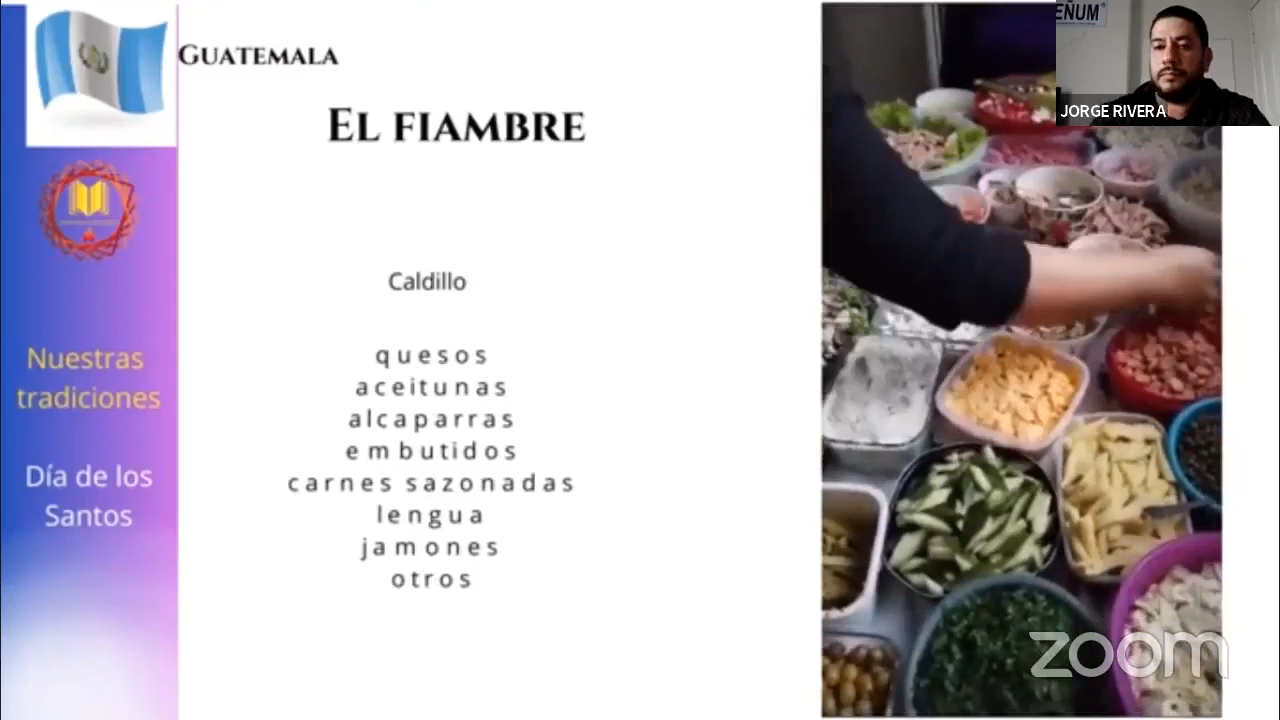 GUATEMALA
EL FIAMBRE
Caldillo
quesos
aceitunas
alcaparras
embutidos
carnes sazonadas
lengua
jamones
otros
Nuestras
tradiciones
Día de los
Santos
EÑUM
JORGE RIVERA
zoom